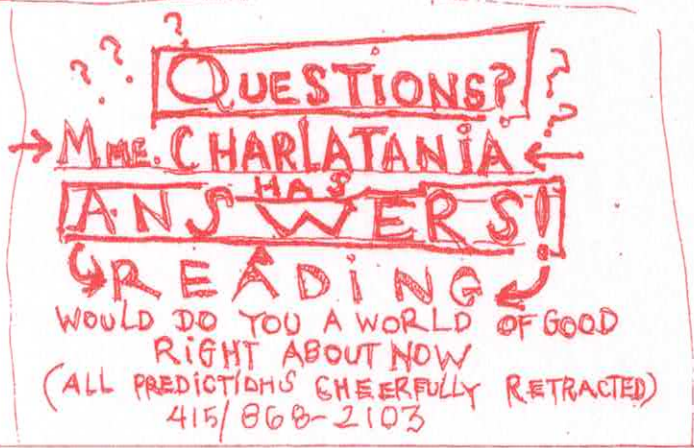 ? ? ?
QUESTIONS?
? ?
MME. CHARLATANIA
HAS
ANSWERS!
A
READING
WOULD DO YOU A WORLD OF GOOD
RIGHT ABOUT NOW
(ALL PREDICTIONS CHEERFULLY RETRACTED)
415/868-2103